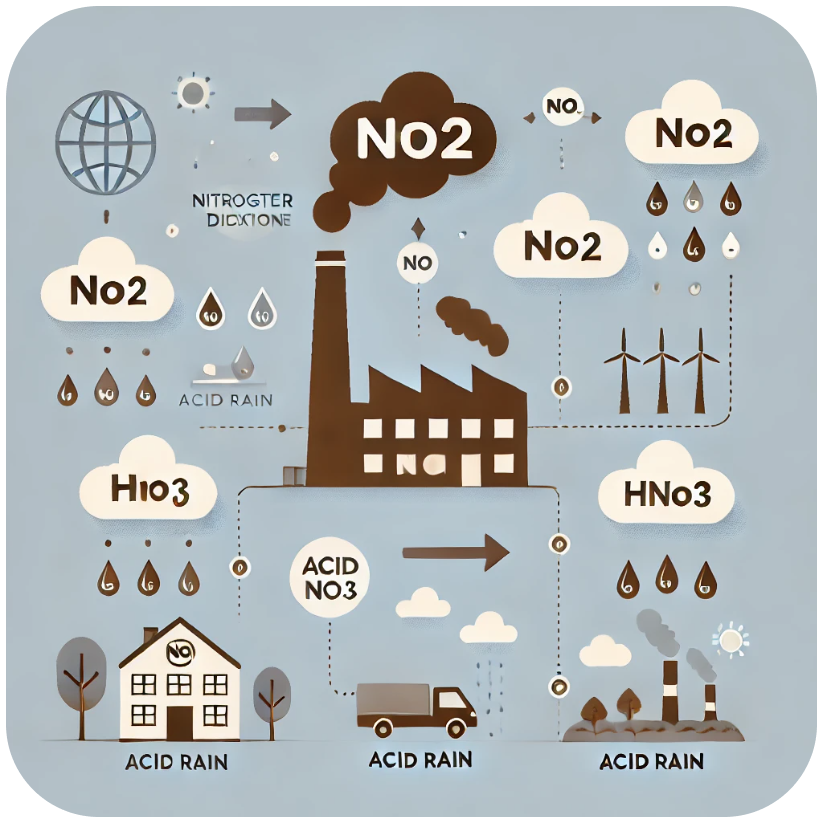 No2
NO
No2
NITROGTER
DIDXTIONE
NO
No2
No2
ACID RAIN
NO
HIO3
HNo3
ACID
NO3
NO
ACID RAIN
ACID RAIN
ACID RAIN